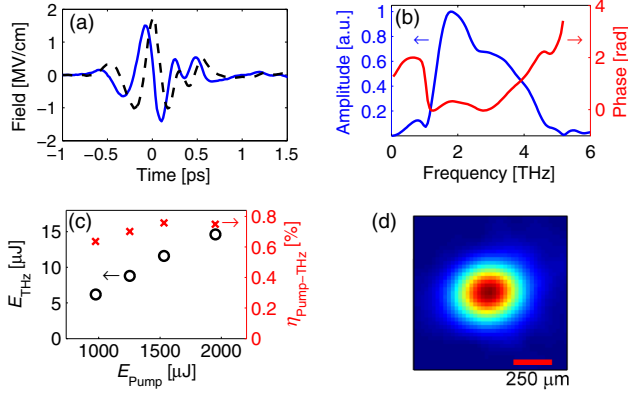 (a)
Field [MV/cm]
2
1
0
−1
−2
−1
−0.5
0
0.5
1
1.5
Time [ps]
(b)
Amplitude [a.u.]
1
0.8
0.6
0.4
0.2
0
2
4
6
Frequency [THz]
4
2
0
Phase [rad]
(c)
E_THz [µJ]
15
10
5
0
1000
1500
2000
E_Pump [µJ]
0.8
0.6
0.4
0.2
0
η_Pump−THz [%]
(d)
250 µm